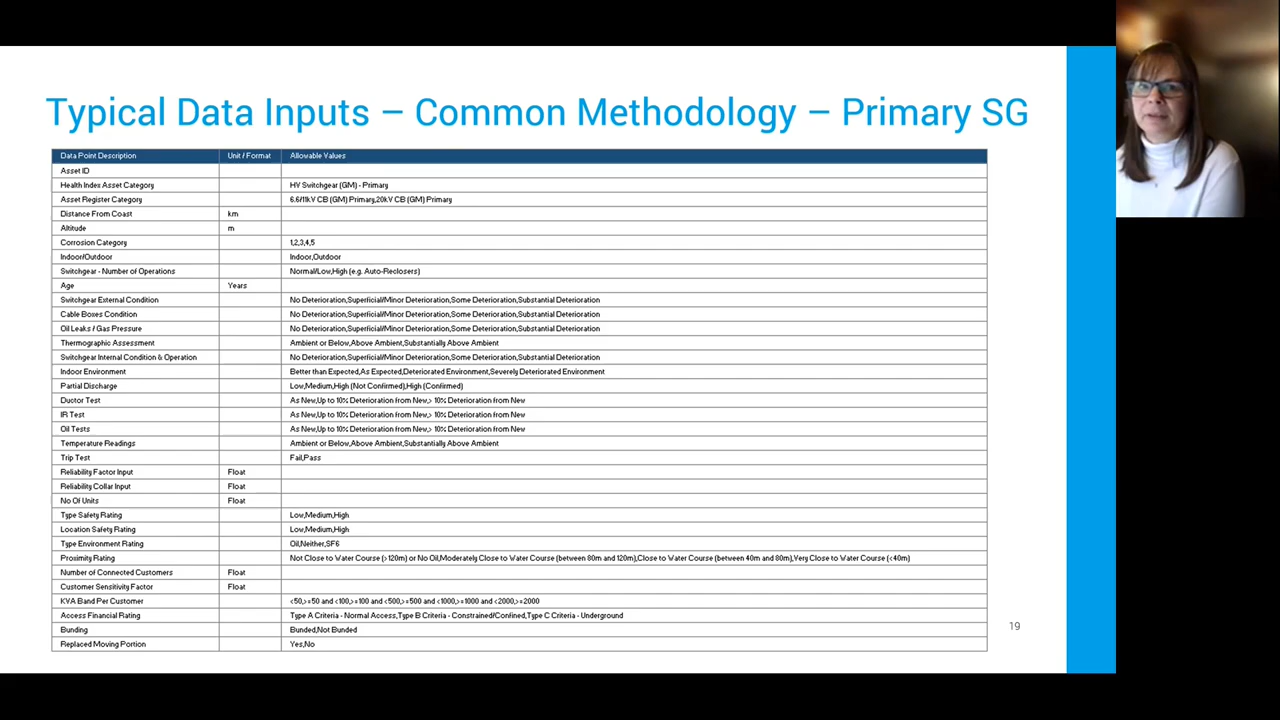 Typical Data Inputs – Common Methodology – Primary SG
Data Point Description Unit / Format Allowable Values
Asset ID
Health Index Asset Category HV Switchgear (GM) - Primary
Asset Register Category 6.6/11kV CB (GM) Primary,20kV CB (GM) Primary
Distance From Coast km
Altitude m
Corrosion Category 1,2,3,4,5
Indoor/Outdoor Indoor,Outdoor
Switchgear - Number of Operations Normal/Low,High (e.g. Auto-Reclosers)
Age Years
Switchgear External Condition No Deterioration,Superficial/Minor Deterioration,Some Deterioration,Substantial Deterioration
Cable Boxes Condition No Deterioration,Superficial/Minor Deterioration,Some Deterioration,Substantial Deterioration
Oil Leaks / Gas Pressure No Deterioration,Superficial/Minor Deterioration,Some Deterioration,Substantial Deterioration
Thermographic Assessment Ambient or Below,Above Ambient,Substantially Above Ambient
Switchgear Internal Condition & Operation No Deterioration,Superficial/Minor Deterioration,Some Deterioration,Substantial Deterioration
Indoor Environment Better than Expected,As Expected,Deteriorated Environment,Severely Deteriorated Environment
Partial Discharge Low,Medium,High (Not Confirmed),High (Confirmed)
Ductor Test As New,Up to 10% Deterioration from New,> 10% Deterioration from New
IR Test As New,Up to 10% Deterioration from New,> 10% Deterioration from New
Oil Tests As New,Up to 10% Deterioration from New,> 10% Deterioration from New
Temperature Readings Ambient or Below,Above Ambient,Substantially Above Ambient
Trip Test Fail,Pass
Reliability Factor Input Float
Reliability Collar Input Float
No Of Units Float
Type Safety Rating Low,Medium,High
Location Safety Rating Low,Medium,High
Type Environment Rating Oil,Neither,SF6
Proximity Rating Not Close to Water Course (>120m) or No Oil,Moderately Close to Water Course (between 80m and 120m),Close to Water Course (between 40m and 80m),Very Close to Water Course (<40m)
Number of Connected Customers Float
Customer Sensitivity Factor Float
KVA Band Per Customer <50,>=50 and <100,>=100 and <500,>=500 and <1000,>=1000 and <2000,>=2000
Access Financial Rating Type A Criteria - Normal Access,Type B Criteria - Constrained/Confined,Type C Criteria - Underground
Bunding Bunded,Not Bunded
Replaced Moving Portion Yes,No
19